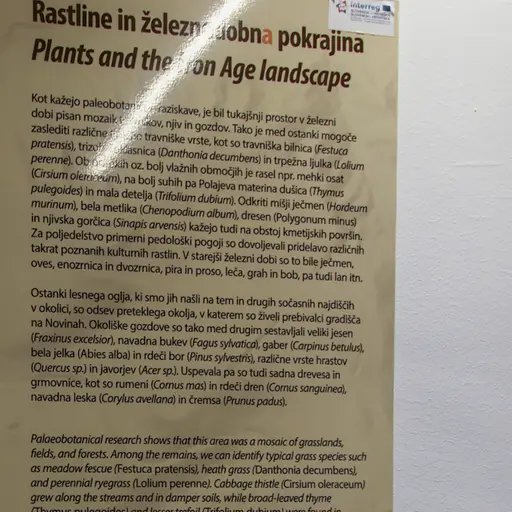 Rastline in železnodobna pokrajina
Plants and the Iron Age landscape
interreg
Kot kažejo paleobotanične raziskave, je bil tukajšnji prostor v železni
dobi pisan mozaik travnikov, njiv in gozdov. Tako je med ostanki mogoče
zaslediti različne travniške vrste, kot so travniška bilnica (Festuca
pratensis), oklasnica (Danthonia decumbens) in trpežna ljulka (Lolium
perenne). Ob oz. bolj vlažnih območjih je rasel npr. mehki osat
(Cirsium oleraceum), na bolj suhih pa Polajeva materina dušica (Thymus
pulegoides) in mala detelja (Trifolium dubium). Odkriti mišji ječmen (Hordeum
murinum), bela metlika (Chenopodium album), dresen (Polygonum minus)
in njivska gorčica (Sinapis arvensis) kažejo tudi na obstoj kmetijskih površin.
Za poljedelstvo primerni pedološki pogoji so dovoljevali pridelavo različnih
takrat poznanih kulturnih rastlin. V starejši železni dobi so to bile ječmen,
oves, enozrnica in dvozrnica, pira in proso, leča, grah in bob, pa tudi lan itn.
Ostanki lesnega oglja, ki smo jih našli na tem in drugih sočasnih najdiščih
v okolici, so odsev preteklega okolja, v katerem so živeli prebivalci gradišča
na Novinah. Okoliške gozdove so tako med drugim sestavljali veliki jesen
(Fraxinus excelsior), navadna bukev (Fagus sylvatica), gaber (Carpinus betulus),
bela jelka (Abies alba) in rdeči bor (Pinus sylvestris), različne vrste hrastov
(Quercus sp.) in javorjev (Acer sp.). Uspevala pa so tudi sadna drevesa in
grmovnice, kot so rumeni (Cornus mas) in rdeči dren (Cornus sanguinea),
navadna leska (Corylus avellana) in čremsa (Prunus padus).
Palaeobotanical research shows that this area was a mosaic of grasslands,
fields, and forests. Among the remains, we can identify typical grass species such
as meadow fescue (Festuca pratensis), heath grass (Danthonia decumbens),
and perennial ryegrass (Lolium perenne). Cabbage thistle (Cirsium oleraceum)
grew along the streams and in damper soils, while broad-leaved thyme
(Thymus pulegoides) and lesser trefoil (Trifolium dubium) were found in